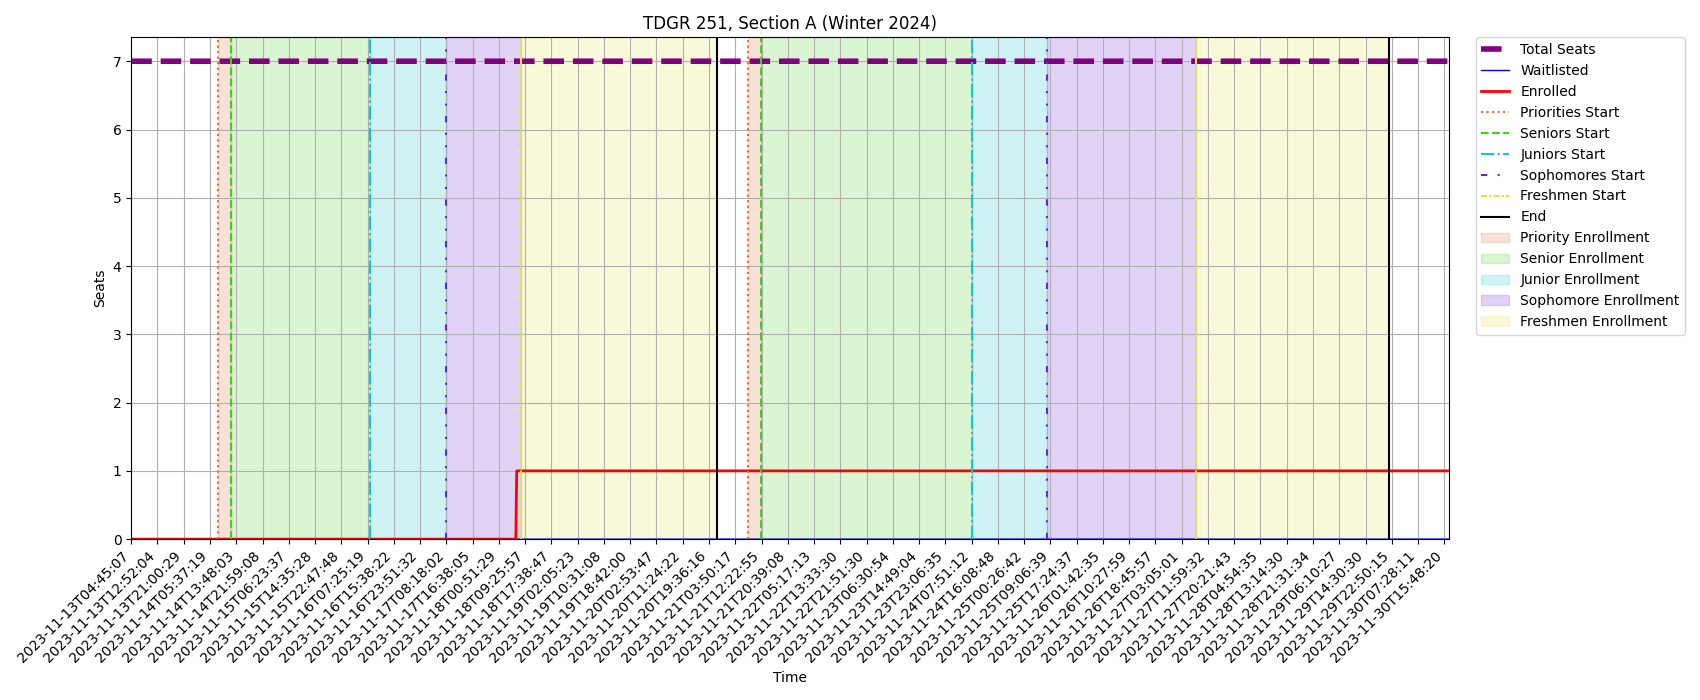 TDGR 251, Section A (Winter 2024)
7
6
5
4
3
2
1
0
Seats
2023-11-13T04:45:07
2023-11-13T12:52:04
2023-11-13T21:00:29
2023-11-14T05:37:19
2023-11-14T13:48:03
2023-11-14T21:59:08
2023-11-15T06:23:37
2023-11-15T14:35:28
2023-11-15T22:47:48
2023-11-16T07:25:19
2023-11-16T15:38:22
2023-11-16T23:51:32
2023-11-17T08:18:02
2023-11-17T16:38:05
2023-11-18T00:51:29
2023-11-18T09:25:57
2023-11-18T17:38:47
2023-11-19T02:05:23
2023-11-19T10:31:08
2023-11-19T18:42:00
2023-11-20T02:53:47
2023-11-20T11:24:22
2023-11-20T19:36:16
2023-11-21T03:50:17
2023-11-21T12:22:55
2023-11-21T20:39:08
2023-11-22T05:17:13
2023-11-22T13:33:30
2023-11-22T21:51:30
2023-11-23T06:30:54
2023-11-23T14:49:04
2023-11-23T23:06:35
2023-11-24T07:51:12
2023-11-24T16:08:48
2023-11-25T00:26:42
2023-11-25T09:06:39
2023-11-25T17:24:37
2023-11-26T01:42:35
2023-11-26T10:27:59
2023-11-26T18:45:57
2023-11-27T03:05:01
2023-11-27T11:59:32
2023-11-27T20:21:43
2023-11-28T04:54:35
2023-11-28T13:14:30
2023-11-28T21:31:34
2023-11-29T06:10:27
2023-11-29T14:30:30
2023-11-29T22:50:15
2023-11-30T07:28:11
2023-11-30T15:48:20
Time
Total Seats
Waitlisted
Enrolled
Priorities Start
Seniors Start
Juniors Start
Sophomores Start
Freshmen Start
End
Priority Enrollment
Senior Enrollment
Junior Enrollment
Sophomore Enrollment
Freshmen Enrollment